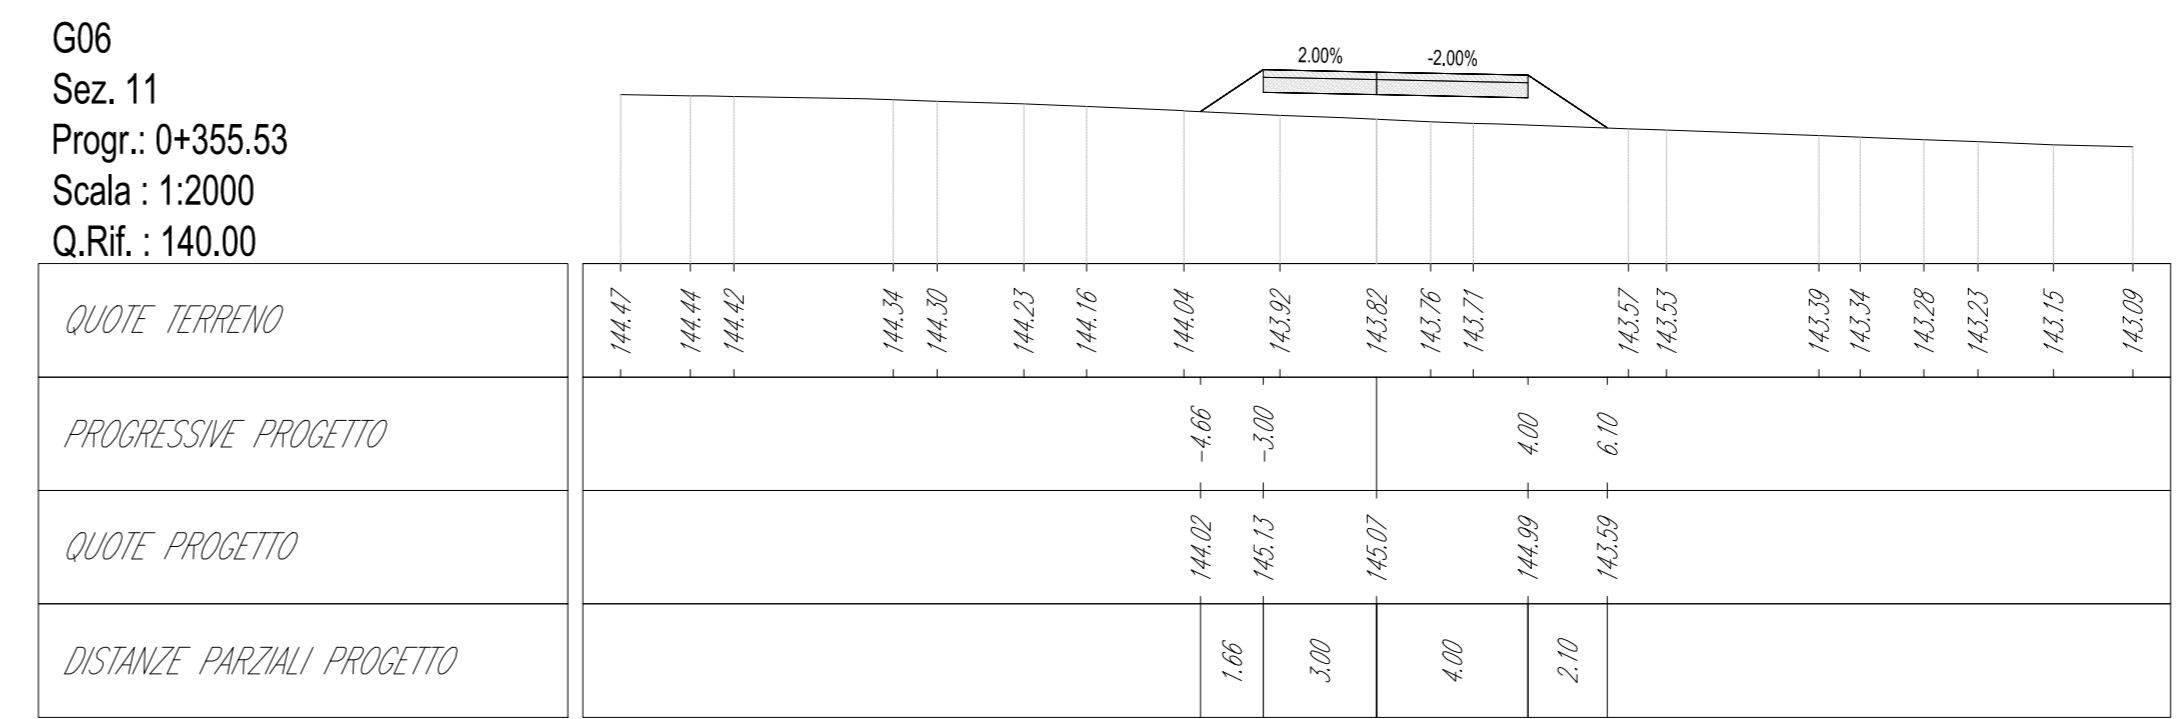 G06
Sez. 11
Progr.: 0+355.53
Scala : 1:2000
Q.Rif. : 140.00
2.00% -2.00%
QUOTE TERRENO 144.47 144.44 144.42 144.34 144.30 144.23 144.16 144.04 143.92 143.82 143.76 143.71 143.57 143.53 143.39 143.34 143.28 143.23 143.15 143.09
PROGRESSIVE PROGETTO -4.66 -3.00 4.00 6.10
QUOTE PROGETTO 144.02 145.13 145.07 144.99 143.59
DISTANZE PARZIALI PROGETTO 1.66 3.00 4.00 2.10